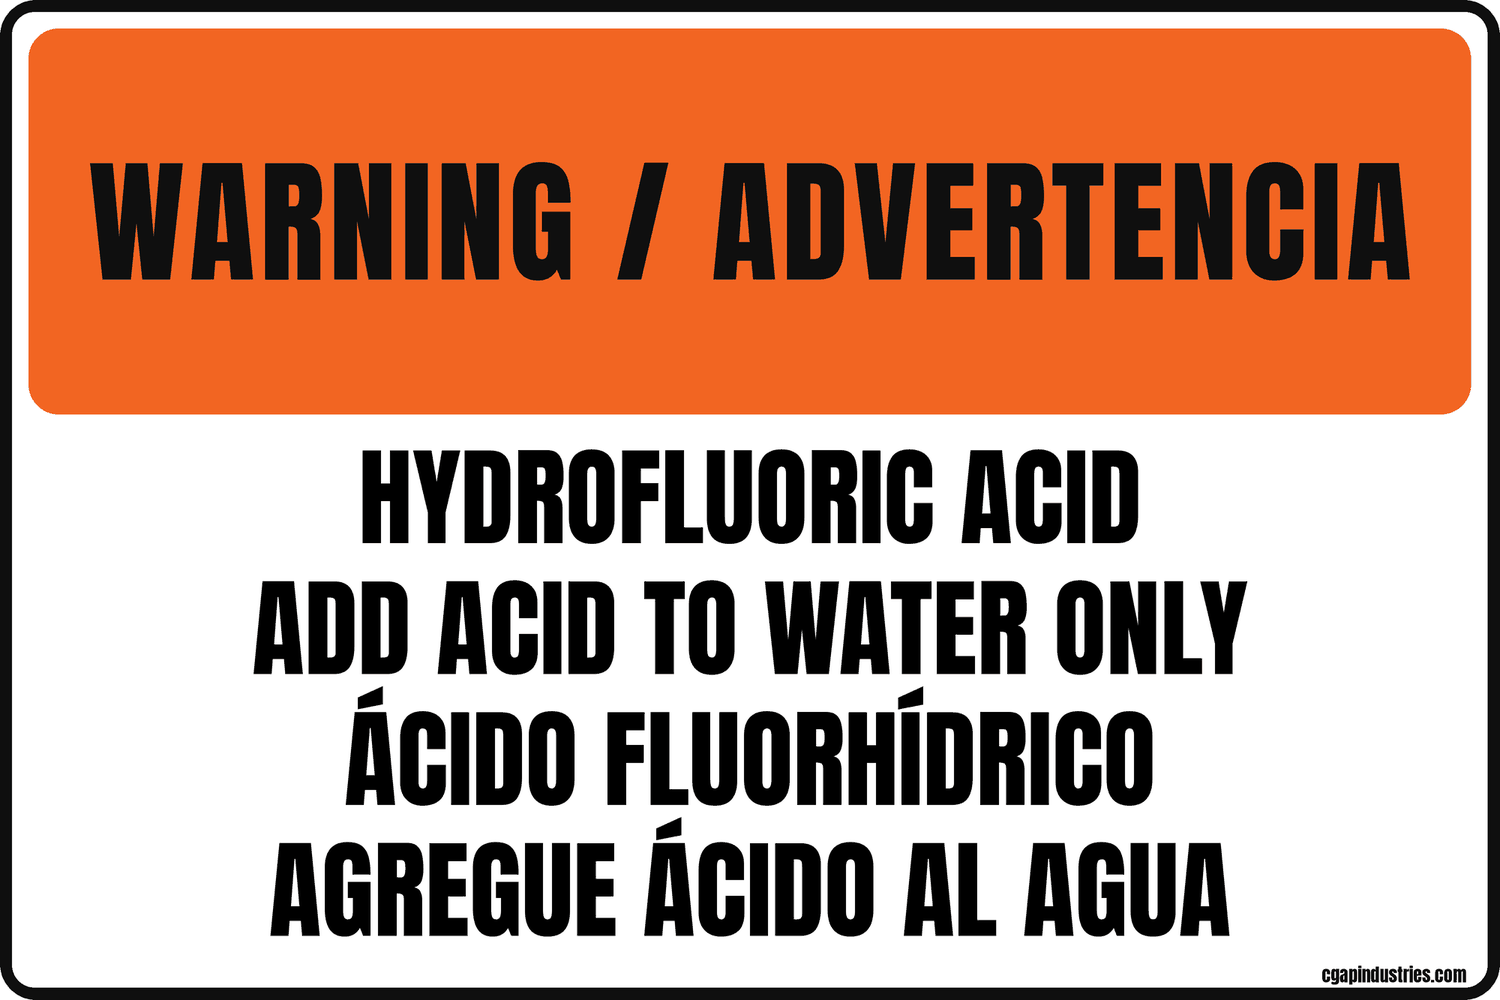 WARNING / ADVERTENCIA
HYDROFLUORIC ACID
ADD ACID TO WATER ONLY
ÁCIDO FLUORHÍDRICO
AGREGUE ÁCIDO AL AGUA
cgapindustries.com